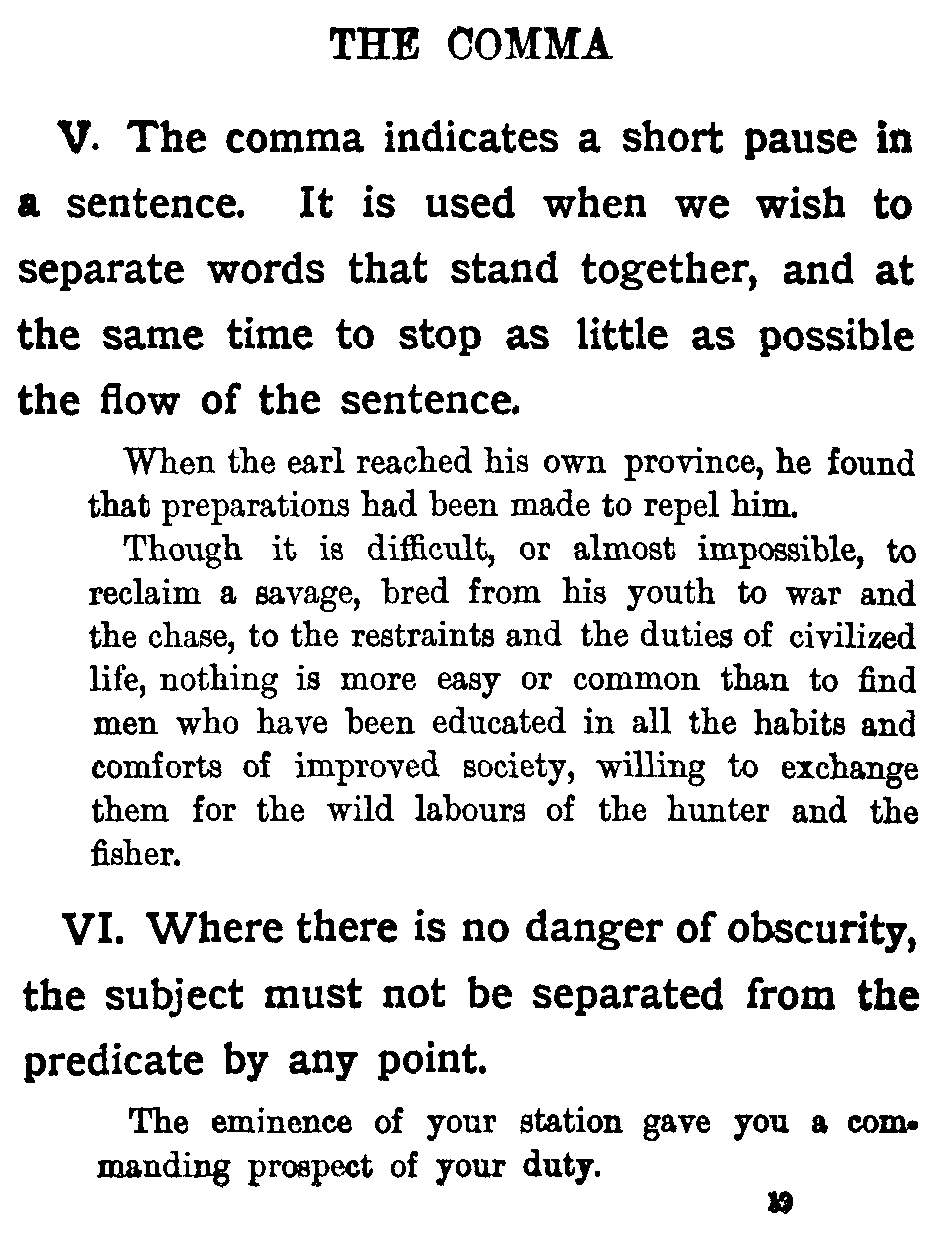 THE COMMA
V. The comma indicates a short pause in
a sentence. It is used when we wish to
separate words that stand together, and at
the same time to stop as little as possible
the flow of the sentence.
When the earl reached his own province, he found
that preparations had been made to repel him.
Though it is difficult, or almost impossible, to
reclaim a savage, bred from his youth to war and
the chase, to the restraints and the duties of civilized
life, nothing is more easy or common than to find
men who have been educated in all the habits and
comforts of improved society, willing to exchange
them for the wild labours of the hunter and the
fisher.
VI. Where there is no danger of obscurity,
the subject must not be separated from the
predicate by any point.
The eminence of your station gave you a com-
manding prospect of your duty.
19